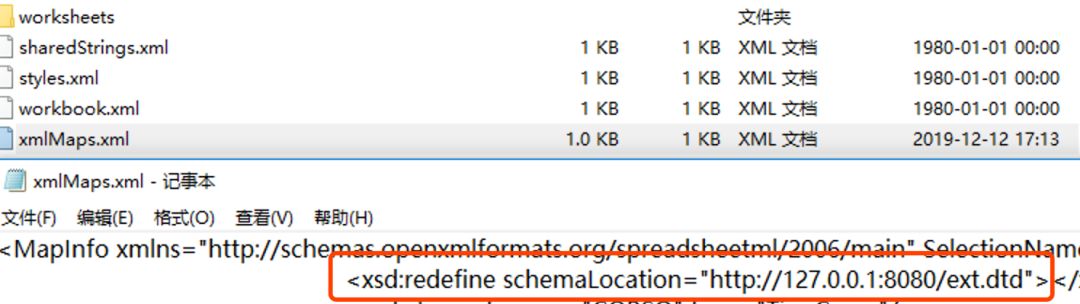 worksheets 文件夹
sharedStrings.xml 1 KB 1 KB XML 文档 1980-01-01 00:00
styles.xml 1 KB 1 KB XML 文档 1980-01-01 00:00
workbook.xml 1 KB 1 KB XML 文档 1980-01-01 00:00
xmlMaps.xml 1.0 KB 1 KB XML 文档 2019-12-12 17:13
xmlMaps.xml - 记事本
文件(F) 编辑(E) 格式(O) 查看(V) 帮助(H)
<MapInfo xmlns="http://schemas.openxmlformats.org/spreadsheetml/2006/main" SelectionName
<xsd:redefine schemaLocation="http://127.0.0.1:8080/ext.dtd"></